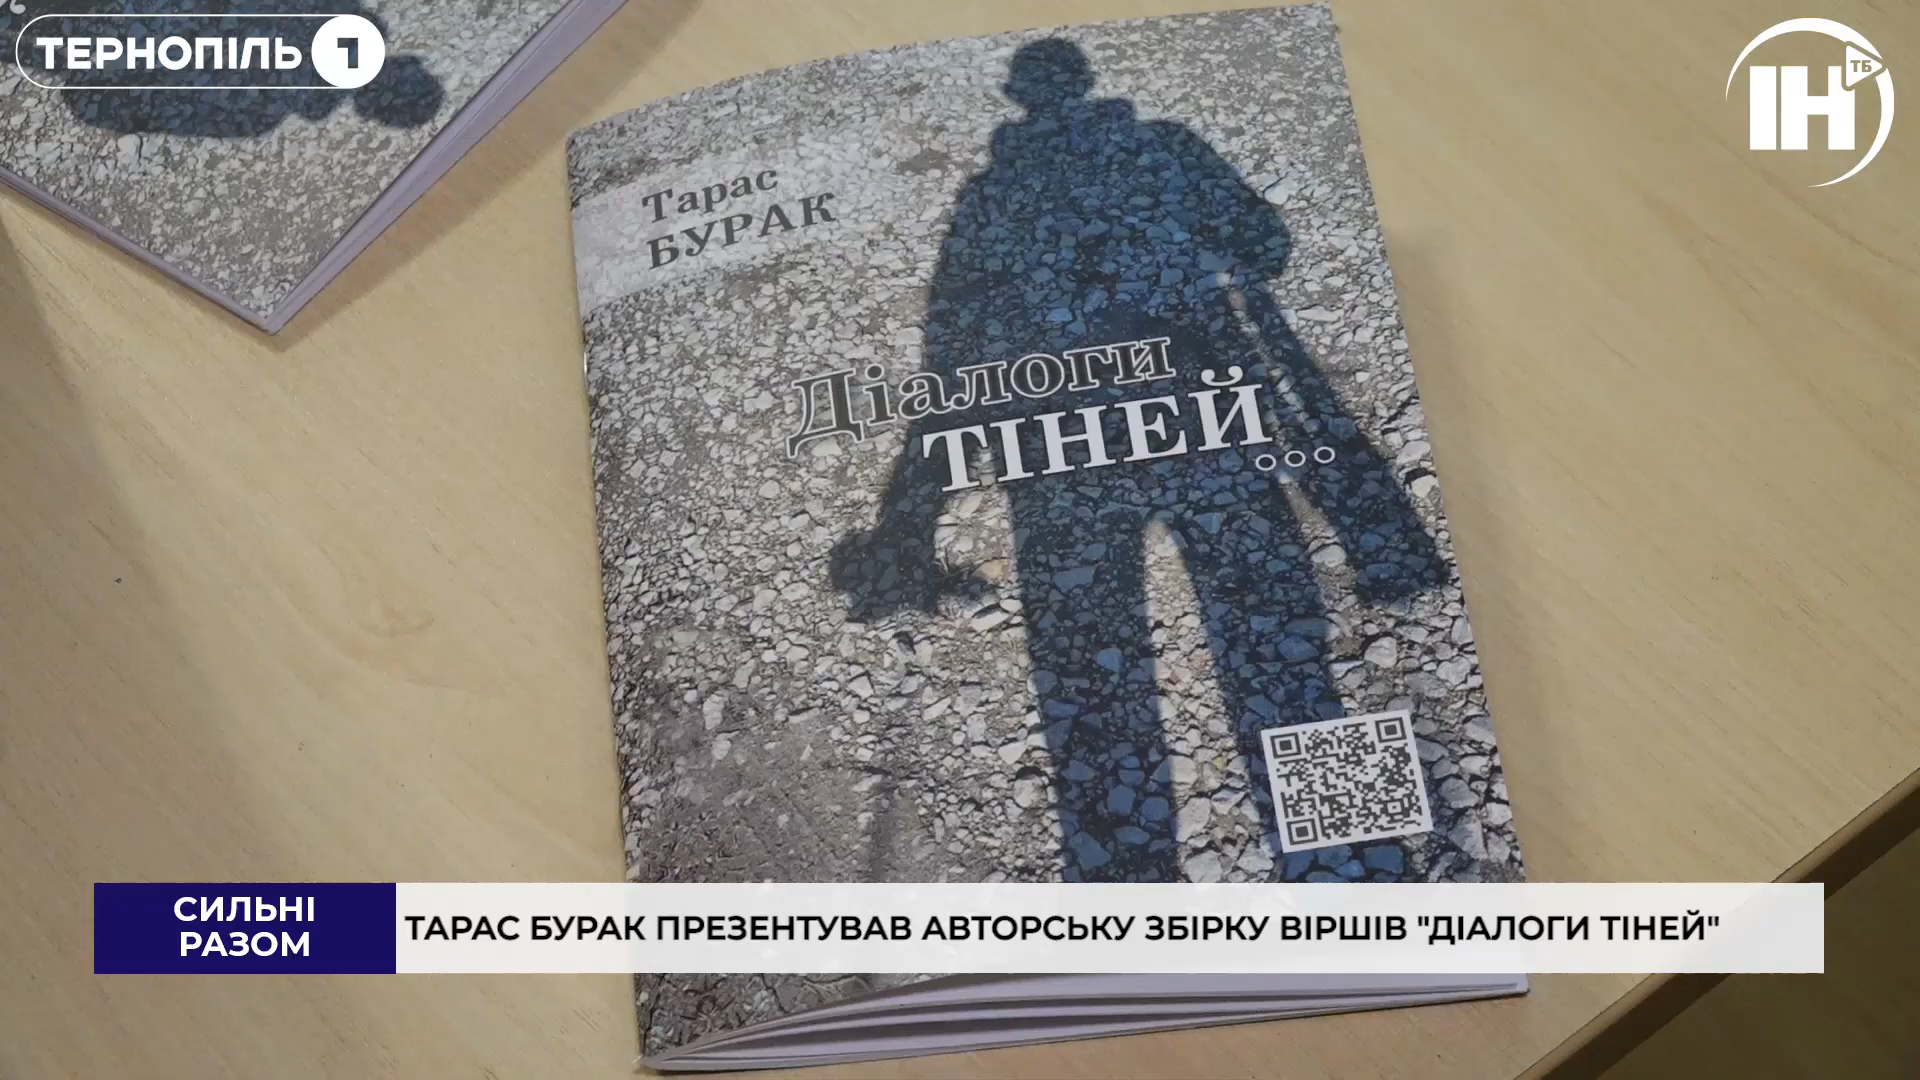 ТЕРНОПІЛЬ 1
ІН ТБ
Тарас
БУРАК
Діалоги
ТІНЕЙ...
СИЛЬНІ
РАЗОМ
ТАРАС БУРАК ПРЕЗЕНТУВАВ АВТОРСЬКУ ЗБІРКУ ВІРШІВ "ДІАЛОГИ ТІНЕЙ"